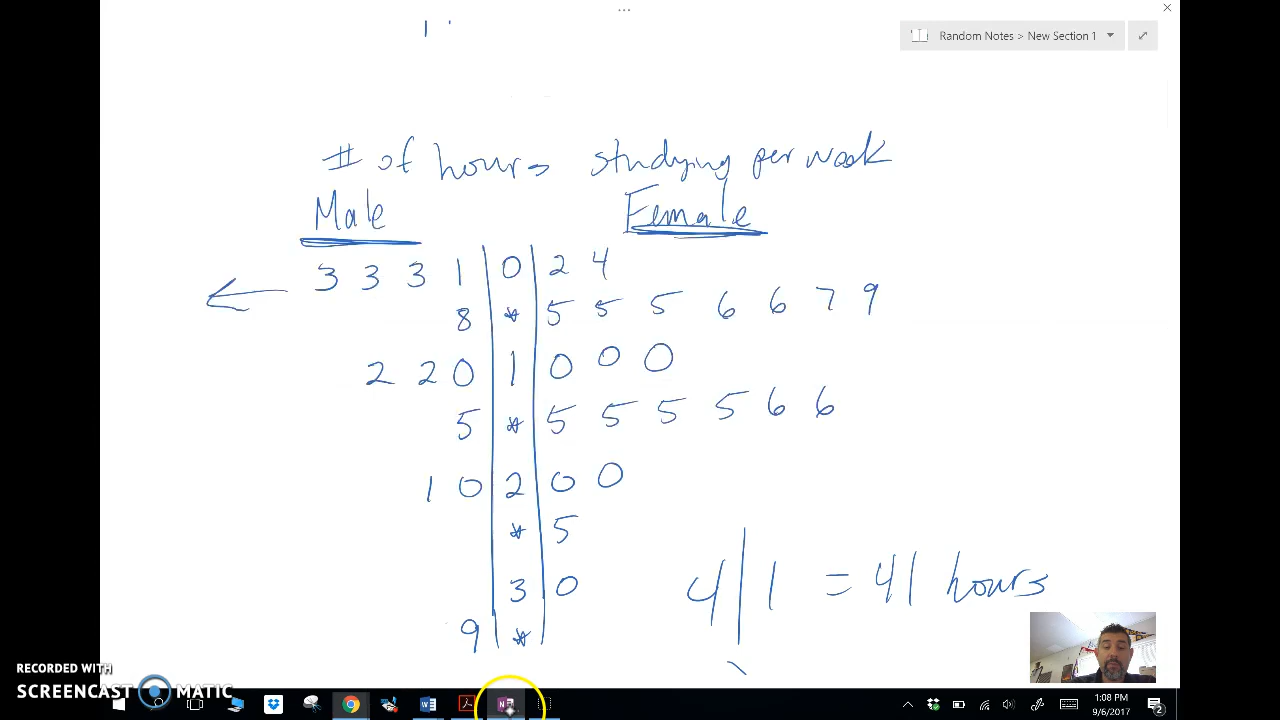 Random Notes > New Section 1
# of hours studying per week
Male Female
3 3 3 1 | 0 | 2 4
8 | * | 5 5 5 6 6 7 9
2 2 0 | 1 | 0 0 0
5 | * | 5 5 5 5 6 6
1 0 | 2 | 0 0
* | 5
3 | 0
9 | * |
4 | 1 = 41 hours
RECORDED WITH
SCREENCAST-O-MATIC
1:08 PM
9/6/2017
2